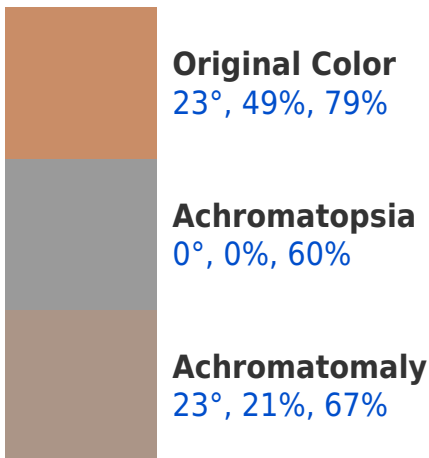 Original Color
23°, 49%, 79%
Achromatopsia
0°, 0%, 60%
Achromatomaly
23°, 21%, 67%